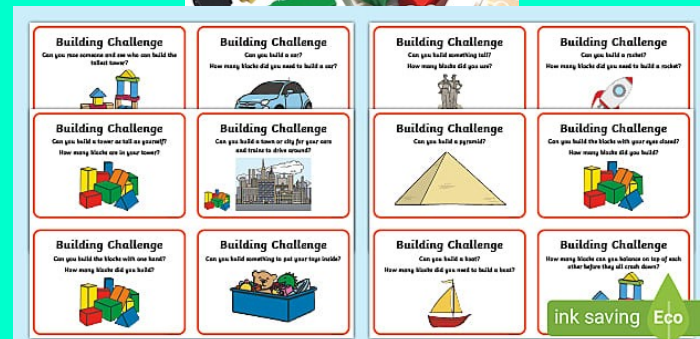 Building Challenge
Can you race someone and see who can build the
tallest tower?
Building Challenge
Can you build a car?
How many blocks did you need to build a car?
Building Challenge
Can you build something tall?
How many blocks did you use?
Building Challenge
Can you build a rocket?
How many blocks did you need to build a rocket?
Building Challenge
Can you build a tower as tall as yourself?
How many blocks are in your tower?
Building Challenge
Can you build a town or city for your cars
and trains to drive around?
Building Challenge
Can you build a pyramid?
Building Challenge
Can you build the blocks with your eyes closed?
How many blocks did you build?
Building Challenge
Can you build the blocks with one hand?
How many blocks did you build?
Building Challenge
Can you build something to put your toys inside?
Building Challenge
Can you build a boat?
How many blocks did you need to build a boat?
Building Challenge
How many blocks can you balance on top of each
other before they all crash down?
ink saving Eco